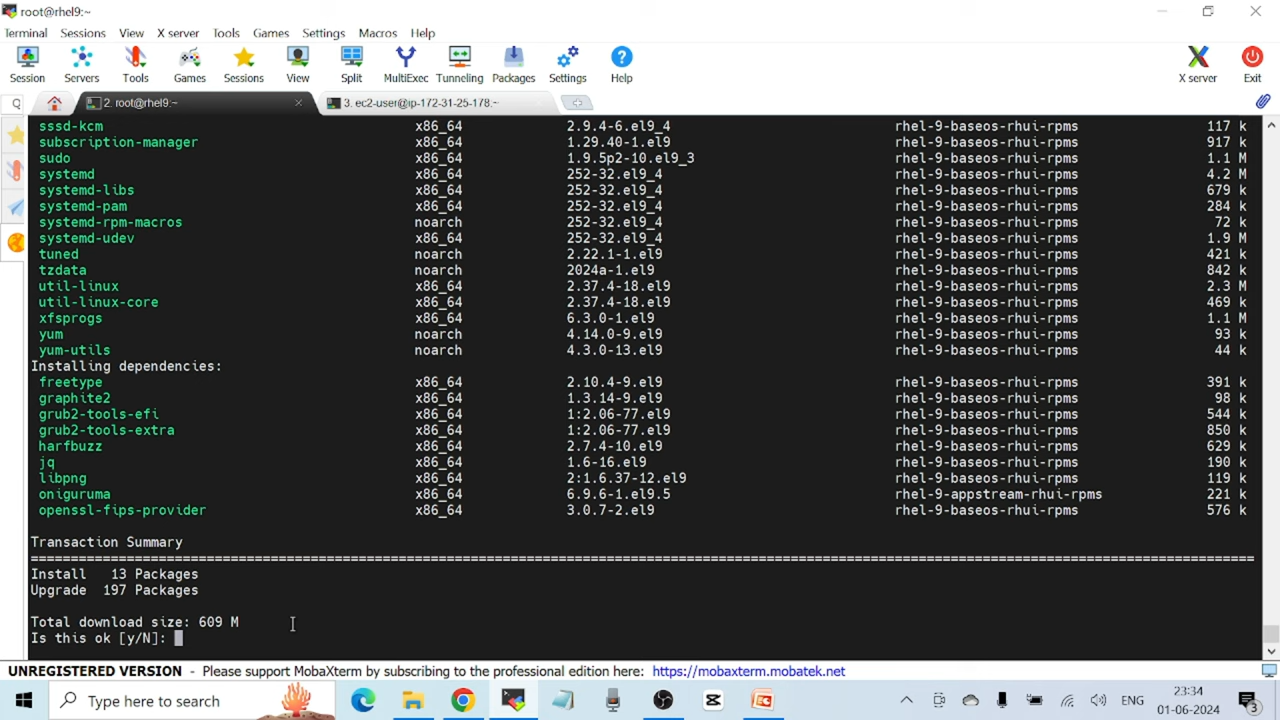 root@rhel9:~
Terminal Sessions View X server Tools Games Settings Macros Help
Session Servers Tools Games Sessions View Split MultiExec Tunneling Packages Settings Help X server Exit
2. root@rhel9:~ 3. ec2-user@ip-172-31-25-178:~
sssd-kcm x86_64 2.9.4-6.el9_4 rhel-9-baseos-rhui-rpms 117 k
subscription-manager x86_64 1.29.40-1.el9 rhel-9-baseos-rhui-rpms 917 k
sudo x86_64 1.9.5p2-10.el9_3 rhel-9-baseos-rhui-rpms 1.1 M
systemd x86_64 252-32.el9_4 rhel-9-baseos-rhui-rpms 4.2 M
systemd-libs x86_64 252-32.el9_4 rhel-9-baseos-rhui-rpms 679 k
systemd-pam x86_64 252-32.el9_4 rhel-9-baseos-rhui-rpms 284 k
systemd-rpm-macros noarch 252-32.el9_4 rhel-9-baseos-rhui-rpms 72 k
systemd-udev x86_64 252-32.el9_4 rhel-9-baseos-rhui-rpms 1.9 M
tuned noarch 2.22.1-1.el9 rhel-9-baseos-rhui-rpms 421 k
tzdata noarch 2024a-1.el9 rhel-9-baseos-rhui-rpms 842 k
util-linux x86_64 2.37.4-18.el9 rhel-9-baseos-rhui-rpms 2.3 M
util-linux-core x86_64 2.37.4-18.el9 rhel-9-baseos-rhui-rpms 469 k
xfsprogs x86_64 6.3.0-1.el9 rhel-9-baseos-rhui-rpms 1.1 M
yum noarch 4.14.0-9.el9 rhel-9-baseos-rhui-rpms 93 k
yum-utils noarch 4.3.0-13.el9 rhel-9-baseos-rhui-rpms 44 k
Installing dependencies:
freetype x86_64 2.10.4-9.el9 rhel-9-baseos-rhui-rpms 391 k
graphite2 x86_64 1.3.14-9.el9 rhel-9-baseos-rhui-rpms 98 k
grub2-tools-efi x86_64 1:2.06-77.el9 rhel-9-baseos-rhui-rpms 544 k
grub2-tools-extra x86_64 1:2.06-77.el9 rhel-9-baseos-rhui-rpms 850 k
harfbuzz x86_64 2.7.4-10.el9 rhel-9-baseos-rhui-rpms 629 k
jq x86_64 1.6-16.el9 rhel-9-baseos-rhui-rpms 190 k
libpng x86_64 2:1.6.37-12.el9 rhel-9-baseos-rhui-rpms 119 k
oniguruma x86_64 6.9.6-1.el9.5 rhel-9-appstream-rhui-rpms 221 k
openssl-fips-provider x86_64 3.0.7-2.el9 rhel-9-baseos-rhui-rpms 576 k
Transaction Summary
Install 13 Packages
Upgrade 197 Packages
Total download size: 609 M
Is this ok [y/N]:
UNREGISTERED VERSION - Please support MobaXterm by subscribing to the professional edition here: https://mobaxterm.mobatek.net
Type here to search ENG 23:34
01-06-2024 3